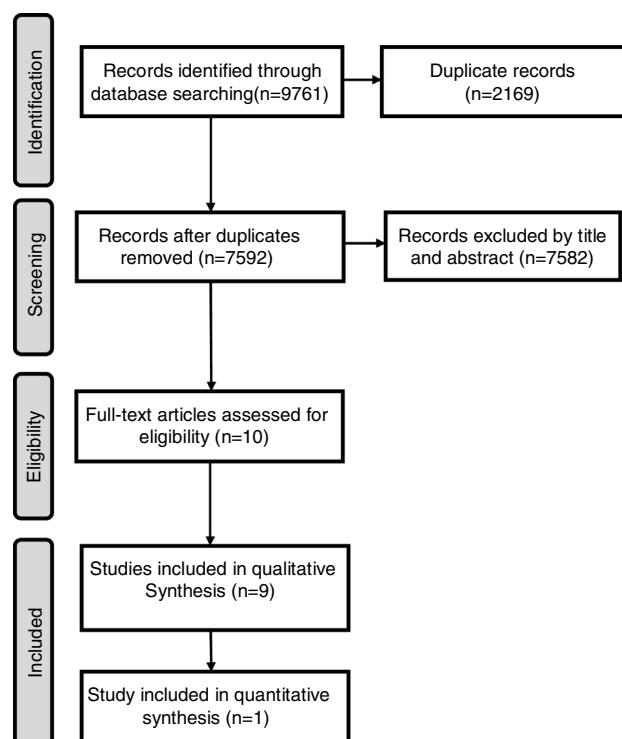 Identification
Records identified through
database searching(n=9761)
Duplicate records
(n=2169)
Screening
Records after duplicates
removed (n=7592)
Records excluded by title
and abstract (n=7582)
Eligibility
Full-text articles assessed for
eligibility (n=10)
Included
Studies included in qualitative
Synthesis (n=9)
Study included in quantitative
synthesis (n=1)